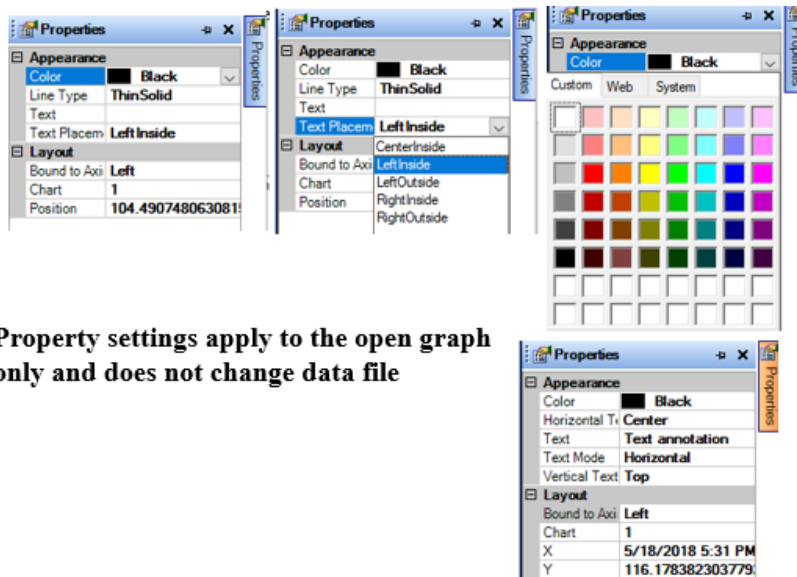 Properties
Appearance
Color Black
Line Type ThinSolid
Text
Text Placem LeftInside
Layout
Bound to Axi Left
Chart 1
Position 104.490748063081
Properties
Properties
Appearance
Color Black
Line Type ThinSolid
Text
Text Placem LeftInside
Layout
Bound to Axi
Chart
Position
CenterInside
LeftInside
LeftOutside
RightInside
RightOutside
Properties
Properties
Appearance
Color Black
Custom Web System
Property settings apply to the open graph
only and does not change data file
Properties
Appearance
Color Black
Horizontal Te Center
Text Text annotation
Text Mode Horizontal
Vertical Text Top
Layout
Bound to Axi Left
Chart 1
X 5/18/2018 5:31 PM
Y 116.178382303779
Properties